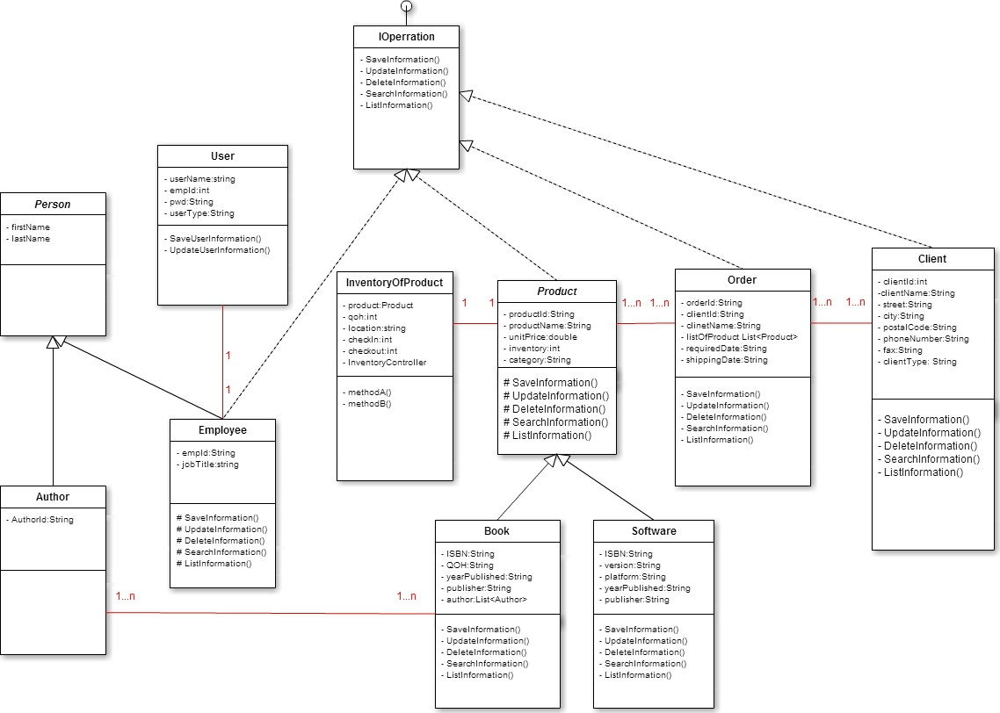 IOperration
- SaveInformation()
- UpdateInformation()
- DeleteInformation()
- SearchInformation()
- ListInformation()
User
- userName:string
- empId:int
- pwd:String
- userType:String
- SaveUserInformation()
- UpdateUserInformation()
Person
- firstName
- lastName
InventoryOfProduct
- product:Product
- qoh:int
- location:string
- checkIn:int
- checkout:int
- InventoryController
- methodA()
- methodB()
1
1
Product
- productId:String
- productName:String
- unitPrice:double
- inventory:int
- category:String
# SaveInformation()
# UpdateInformation()
# DeleteInformation()
# SearchInformation()
# ListInformation()
1...n
1...n
Order
- orderId:String
- clientId:String
- clinetName:String
- listOfProduct List<Product>
- requiredDate:String
- shippingDate:String
- SaveInformation()
- UpdateInformation()
- DeleteInformation()
- SearchInformation()
- ListInformation()
1...n
1...n
Client
- clientId:int
-clientName:String
- street:String
- city:String
- postalCode:String
- phoneNumber:String
- fax:String
- clientType: String
- SaveInformation()
- UpdateInformation()
- DeleteInformation()
- SearchInformation()
- ListInformation()
1
1
Employee
- empId:String
- jobTitle:string
# SaveInformation()
# UpdateInformation()
# DeleteInformation()
# SearchInformation()
# ListInformation()
Author
- AuthorId:String
1...n
1...n
Book
- ISBN:String
- QOH:String
- yearPublished:String
- publisher:String
- author:List<Author>
- SaveInformation()
- UpdateInformation()
- DeleteInformation()
- SearchInformation()
- ListInformation()
Software
- ISBN:String
- version:String
- platform:String
- yearPublished:String
- publisher:String
- SaveInformation()
- UpdateInformation()
- DeleteInformation()
- SearchInformation()
- ListInformation()